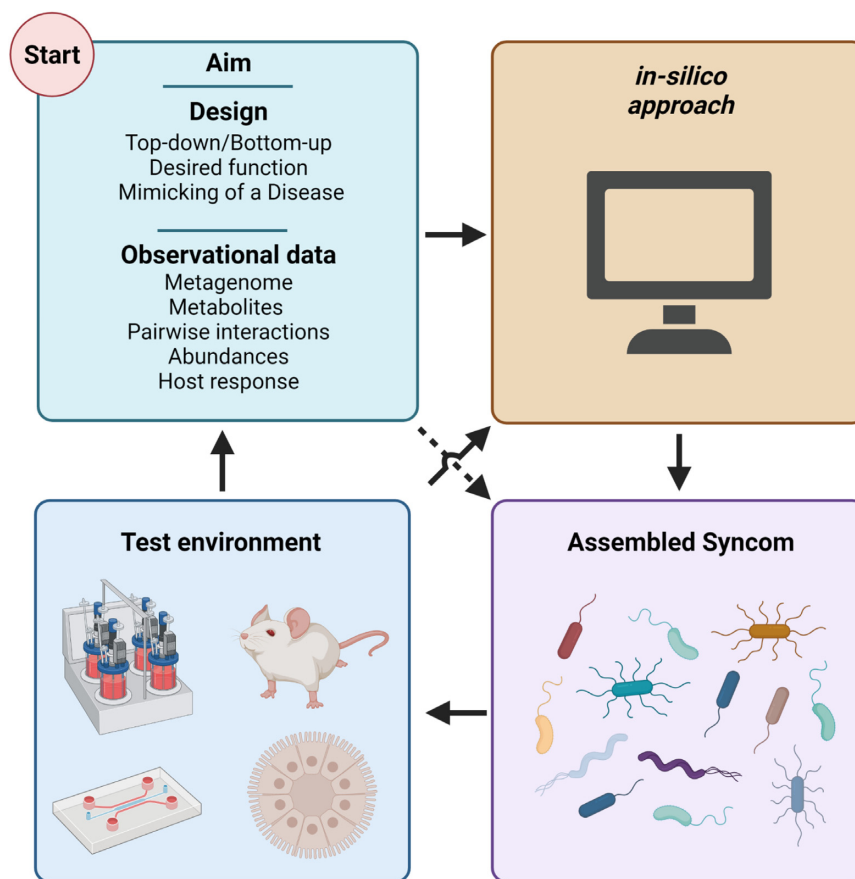 Start
Aim
Design
Top-down/Bottom-up
Desired function
Mimicking of a Disease
Observational data
Metagenome
Metabolites
Pairwise interactions
Abundances
Host response
in-silico
approach
Test environment
Assembled Syncom